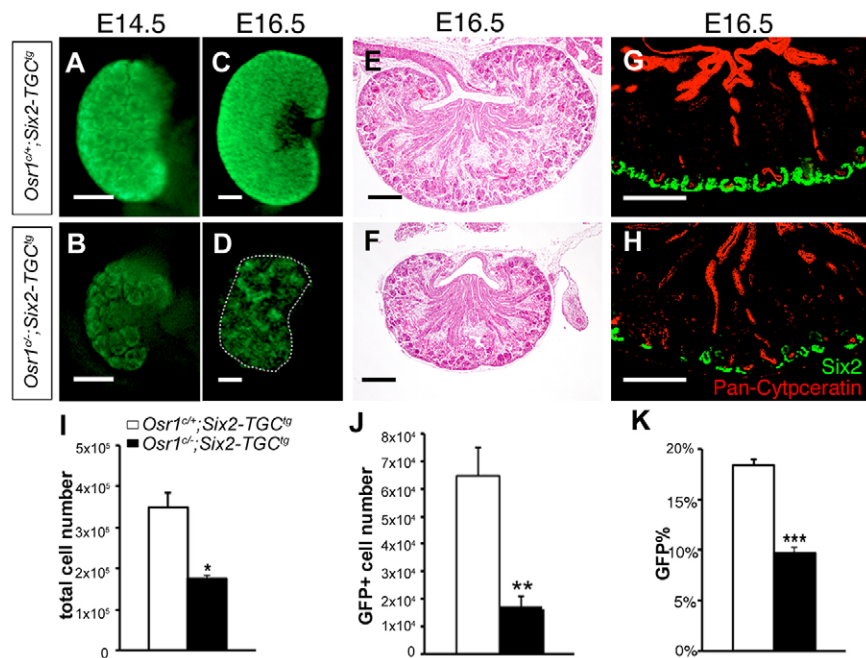 E14.5 E16.5 E16.5 E16.5
Osr1c/+;Six2-TGCtg
A
C
E
G
Osr1c/-;Six2-TGCtg
B
D
F
H
Six2
Pan-Cytpceratin
I
Osr1c/+;Six2-TGCtg
Osr1c/-;Six2-TGCtg
total cell number
5x10⁵
4x10⁵
3x10⁵
2x10⁵
1x10⁵
0
*
J
GFP+ cell number
8x10⁴
7x10⁴
6x10⁴
5x10⁴
4x10⁴
3x10⁴
2x10⁴
1x10⁴
0
**
K
GFP%
20%
15%
10%
5%
0%
***